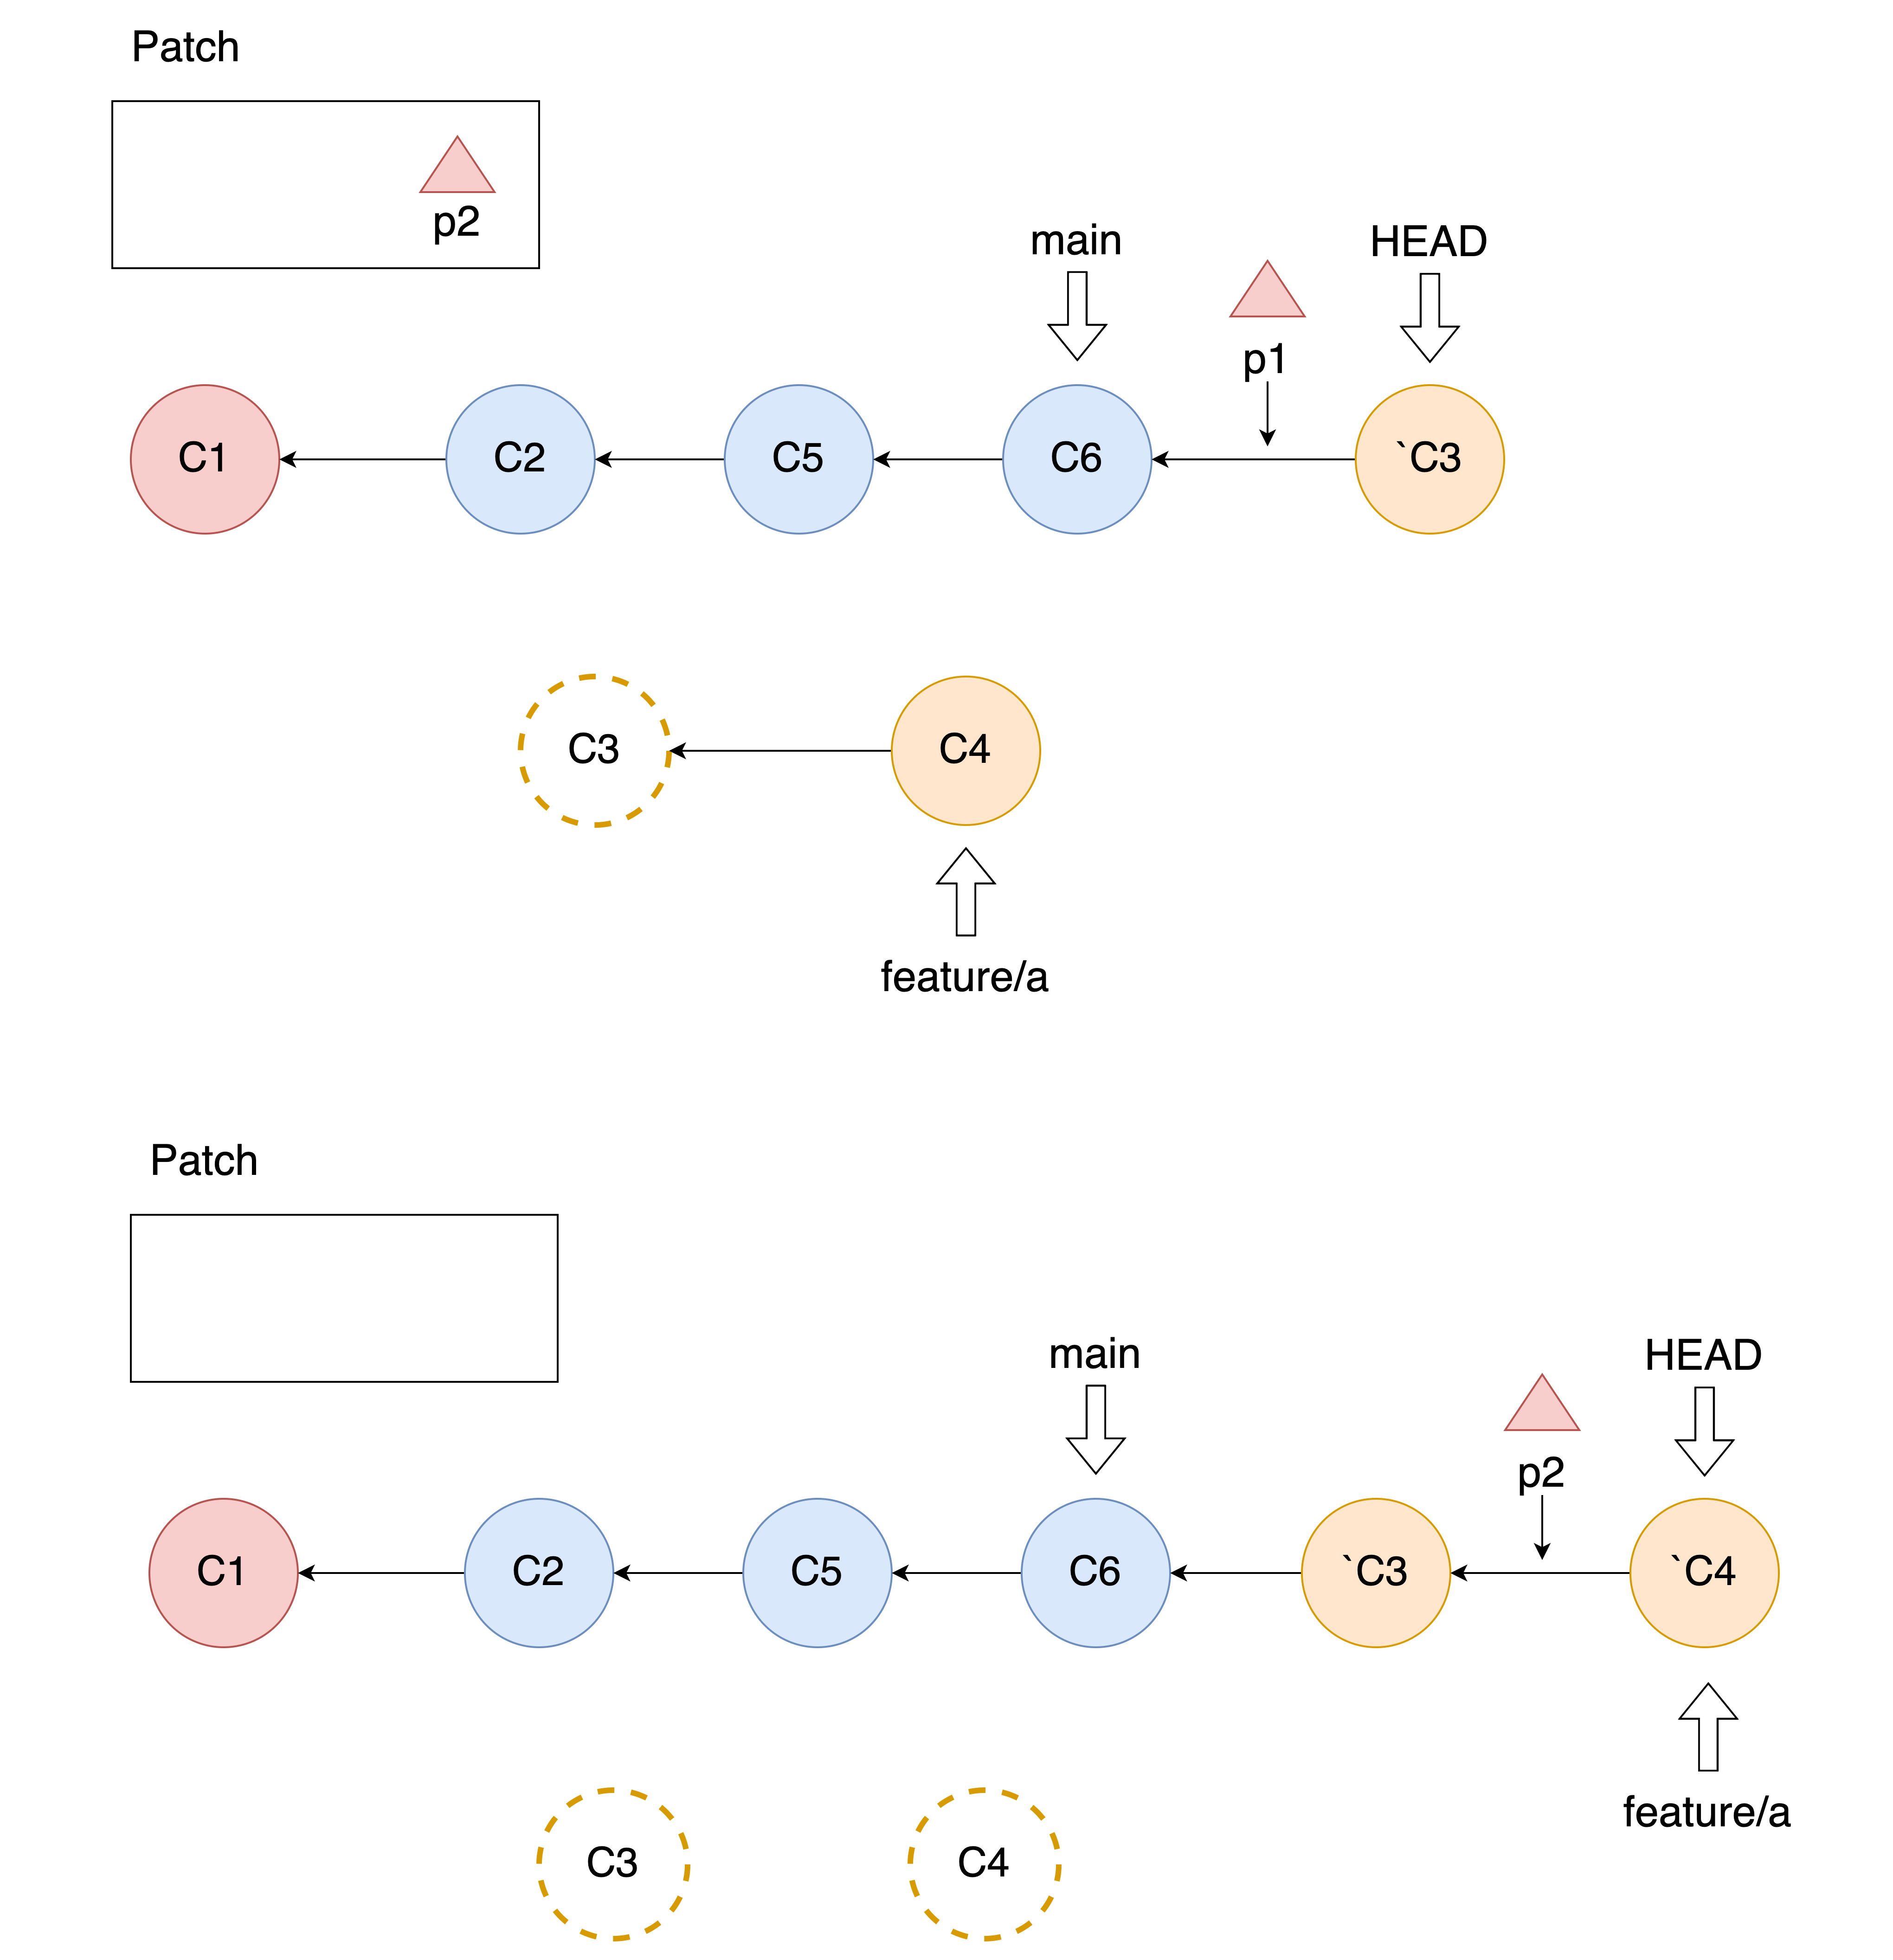 Patch
p2
main
HEAD
p1
C1
C2
C5
C6
`C3
C3
C4
feature/a
Patch
main
HEAD
p2
C1
C2
C5
C6
`C3
`C4
feature/a
C3
C4